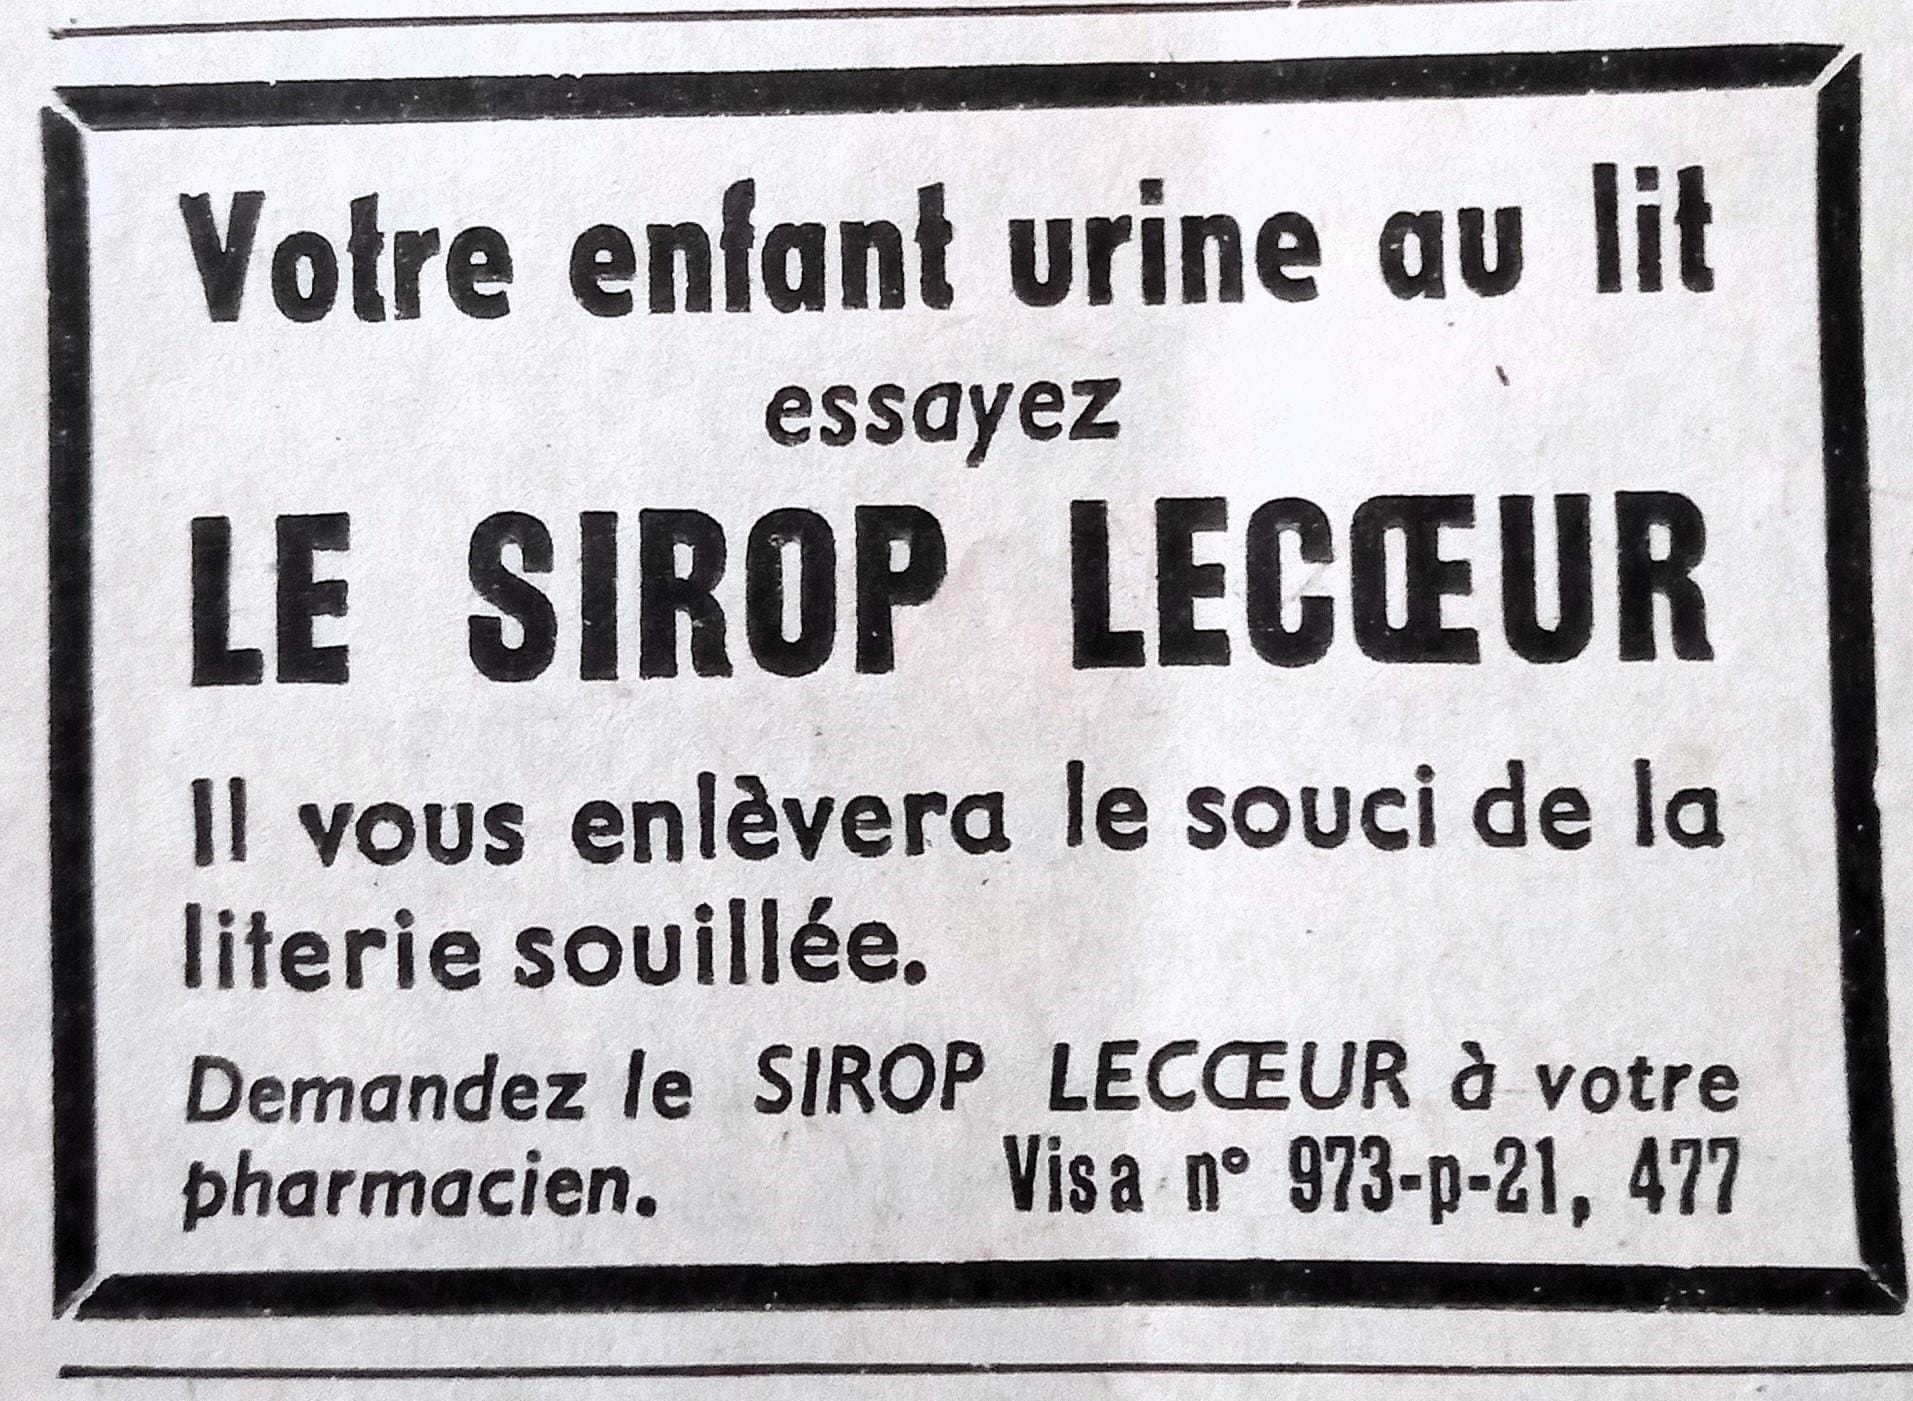 Votre enfant urine au lit
essayez
LE SIROP LECŒUR
Il vous enlèvera le souci de la
literie souillée.
Demandez le SIROP LECŒUR à votre
pharmacien. Visa n° 973-p-21, 477